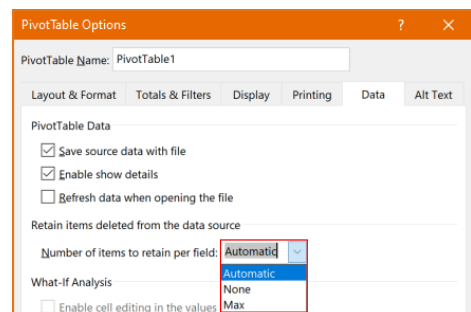 PivotTable Options ? ×
PivotTable Name: PivotTable1
Layout & Format Totals & Filters Display Printing Data Alt Text
PivotTable Data
Save source data with file
Enable show details
Refresh data when opening the file
Retain items deleted from the data source
Number of items to retain per field: Automatic
Automatic
None
What-If Analysis
Max
Enable cell editing in the values